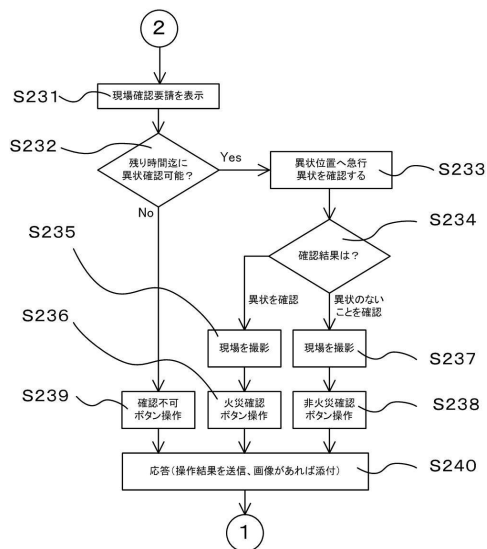 2
S231
現場確認要請を表示
S232
残り時間迄に
異状確認可能？
Yes
No
異状位置へ急行
異状を確認する
S233
S234
確認結果は？
S235
異状を確認
異状のない
ことを確認
S236
現場を撮影
現場を撮影
S237
S239
確認不可
ボタン操作
火災確認
ボタン操作
非火災確認
ボタン操作
S238
応答（操作結果を送信、画像があれば添付）
S240
1